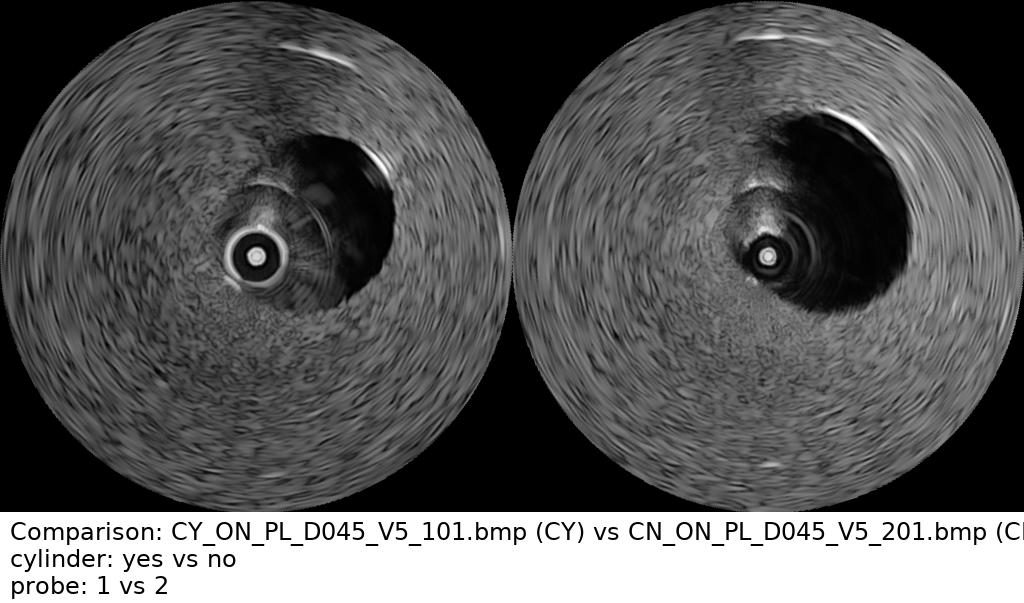 Comparison: CY_ON_PL_D045_V5_101.bmp (CY) vs CN_ON_PL_D045_V5_201.bmp
cylinder: yes vs no
probe: 1 vs 2